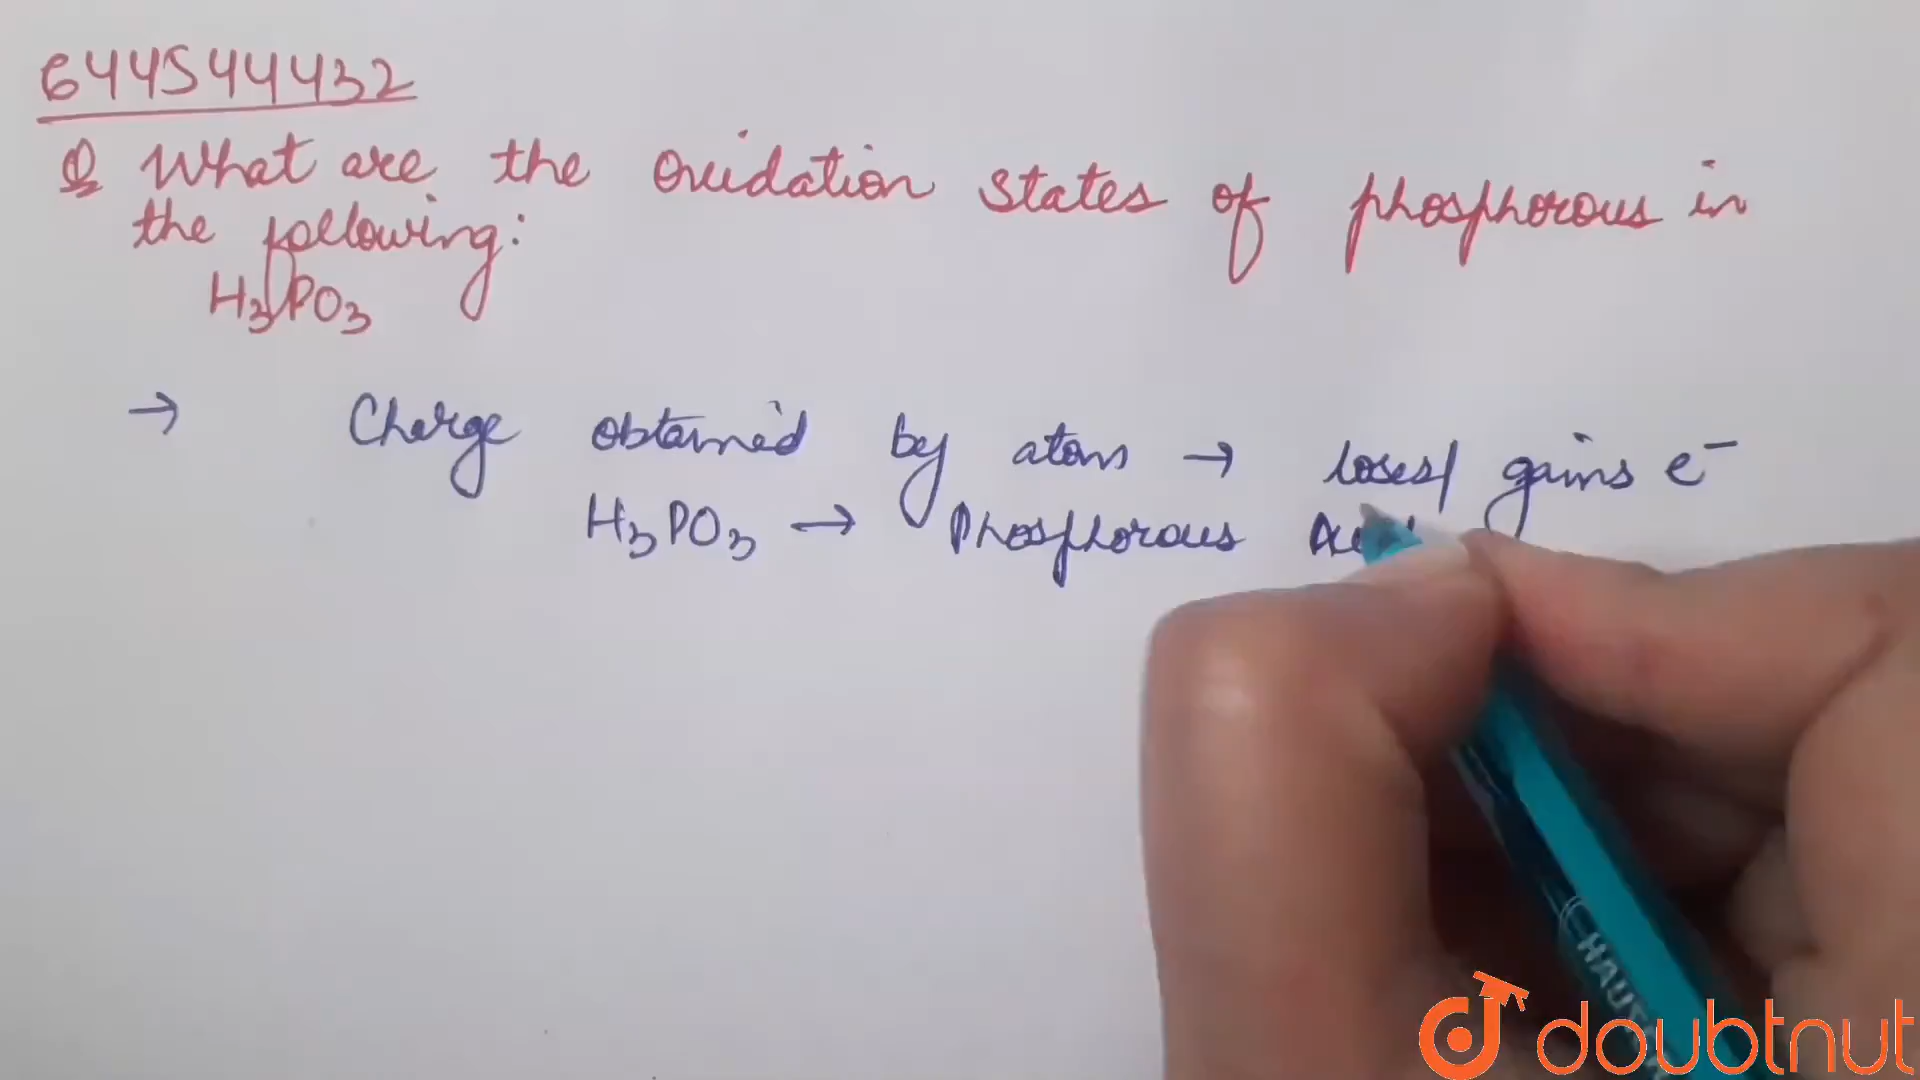 644544432
Q What are the oxidation states of phosphorous in
the following:
H₃PO₃
→ Charge obtained by atom → loses/ gains e⁻
H₃PO₃ → Phosphorous
doubtnut